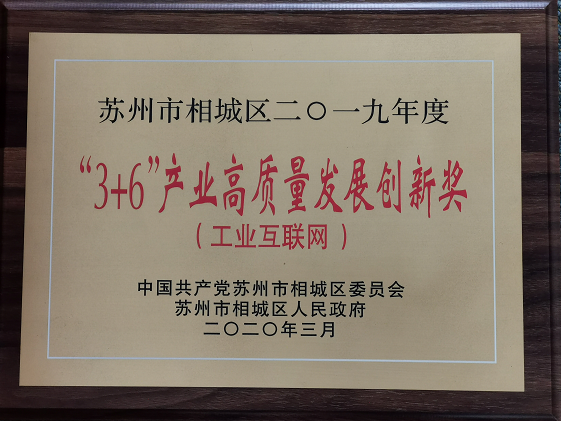 苏州市相城区二〇一九年度
“3+6”产业高质量发展创新奖
（工业互联网）
中国共产党苏州市相城区委员会
苏州市相城区人民政府
二〇二〇年三月